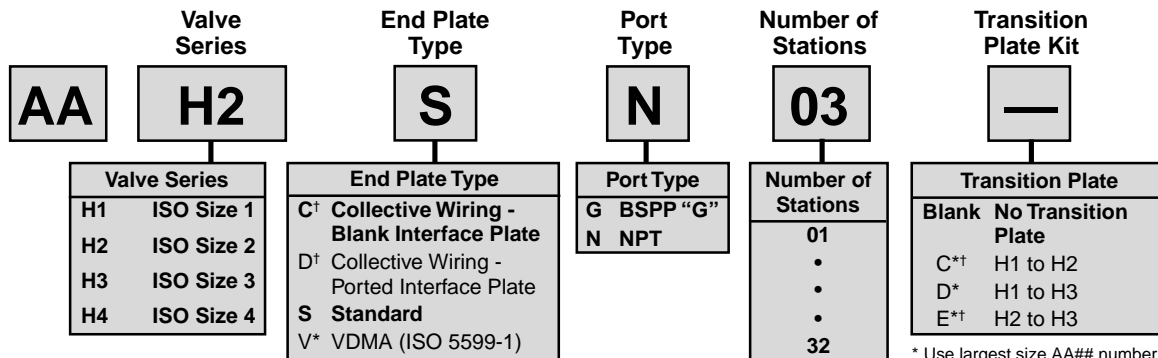 Valve Series
End Plate Type
Port Type
Number of Stations
Transition Plate Kit
AA H2 S N 03 —
Valve Series
H1 ISO Size 1
H2 ISO Size 2
H3 ISO Size 3
H4 ISO Size 4
End Plate Type
C† Collective Wiring -
Blank Interface Plate
D† Collective Wiring -
Ported Interface Plate
S Standard
V* VDMA (ISO 5599-1)
Port Type
G BSPP “G”
N NPT
Number of
Stations
01
•
•
•
32
Transition Plate
Blank No Transition
Plate
C*† H1 to H2
D* H1 to H3
E*† H2 to H3
* Use largest size AA## number